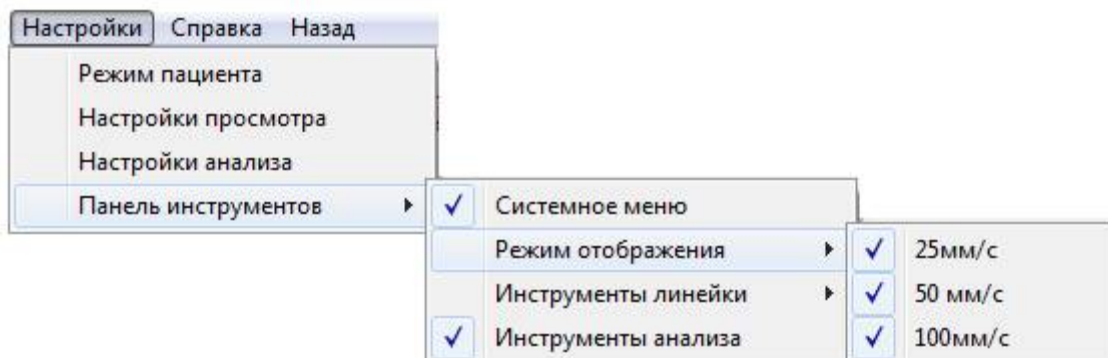 Настройки Справка Назад
Режим пациента
Настройки просмотра
Настройки анализа
Панель инструментов
Системное меню
Режим отображения
Инструменты линейки
Инструменты анализа
25мм/с
50 мм/с
100мм/с